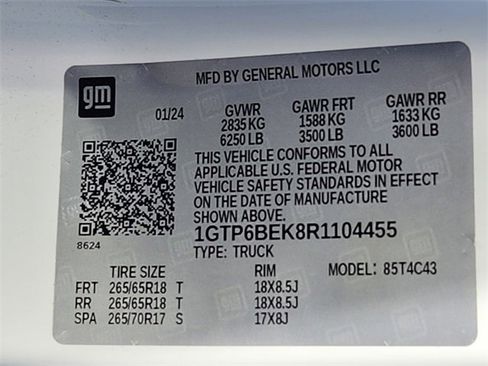 MFD BY GENERAL MOTORS LLC
gm
01/24
GVWR GAWR FRT GAWR RR
2835 KG 1588 KG 1633 KG
6250 LB 3500 LB 3600 LB
THIS VEHICLE CONFORMS TO ALL
APPLICABLE U.S. FEDERAL MOTOR
VEHICLE SAFETY STANDARDS IN EFFECT
ON THE DATE OF MANUFACTURE
SHOWN ABOVE.
8624
1GTP6BEK8R1104455
TYPE: TRUCK
TIRE SIZE RIM MODEL: 85T4C43
FRT 265/65R18 T 18X8.5J
RR 265/65R18 T 18X8.5J
SPA 265/70R17 S 17X8J